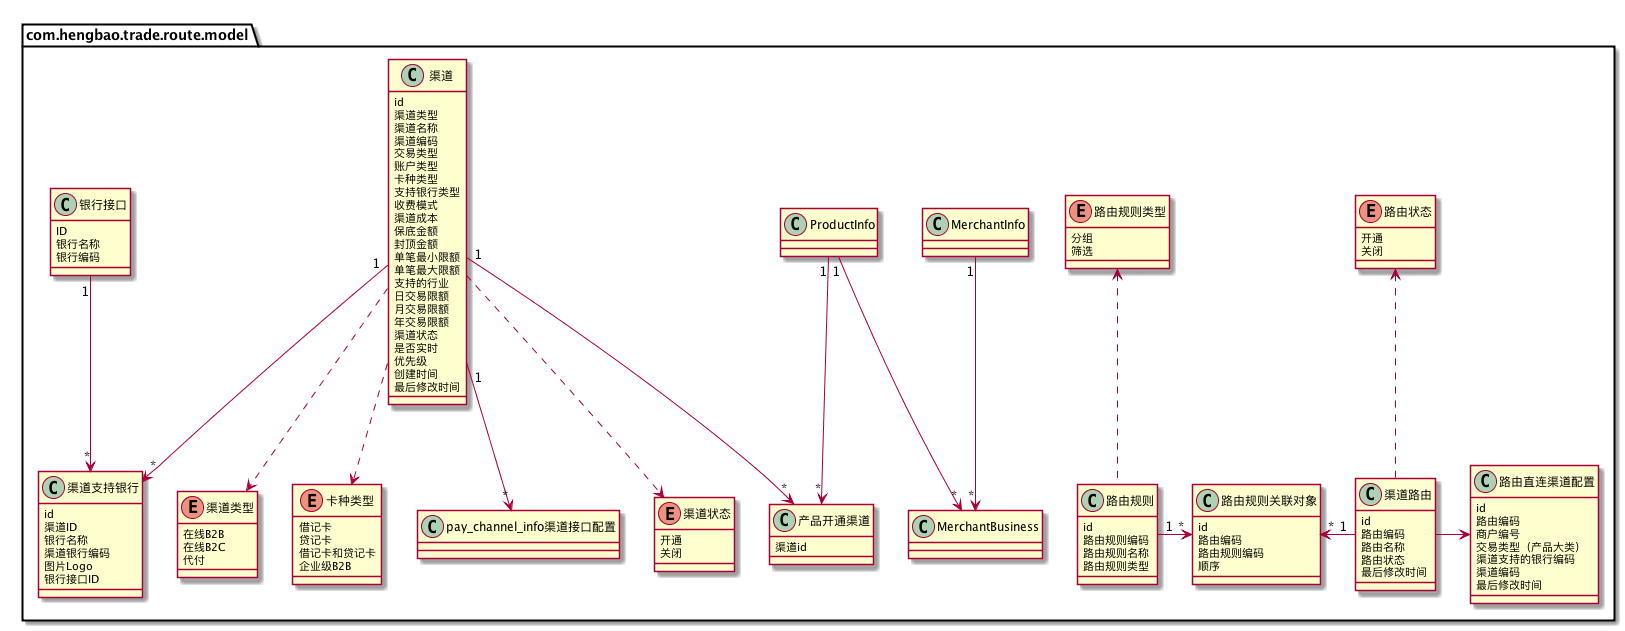 com.hengbao.trade.route.model
C 渠道
id
渠道类型
渠道名称
渠道编码
交易类型
账户类型
卡种类型
支持银行类型
收费模式
渠道成本
保底金额
封顶金额
单笔最小限额
单笔最大限额
支持的行业
日交易限额
月交易限额
年交易限额
渠道状态
是否实时
优先级
创建时间
最后修改时间
C 银行接口
ID
银行名称
银行编码
C ProductInfo
C MerchantInfo
E 路由规则类型
分组
筛选
E 路由状态
开通
关闭
1
1
1
1
1
1
1
*
*
*
*
*
*
*
C 渠道支持银行
id
渠道ID
银行名称
渠道银行编码
图片Logo
银行接口ID
E 渠道类型
在线B2B
在线B2C
代付
E 卡种类型
借记卡
贷记卡
借记卡和贷记卡
企业级B2B
C pay_channel_info渠道接口配置
E 渠道状态
开通
关闭
C 产品开通渠道
渠道id
C MerchantBusiness
C 路由规则
id
路由规则编码
路由规则名称
路由规则类型
1 *
C 路由规则关联对象
id
路由编码
路由规则编码
顺序
* 1
C 渠道路由
id
路由编码
路由名称
路由状态
最后修改时间
C 路由直连渠道配置
id
路由编码
商户编号
交易类型（产品大类）
渠道支持的银行编码
渠道编码
最后修改时间